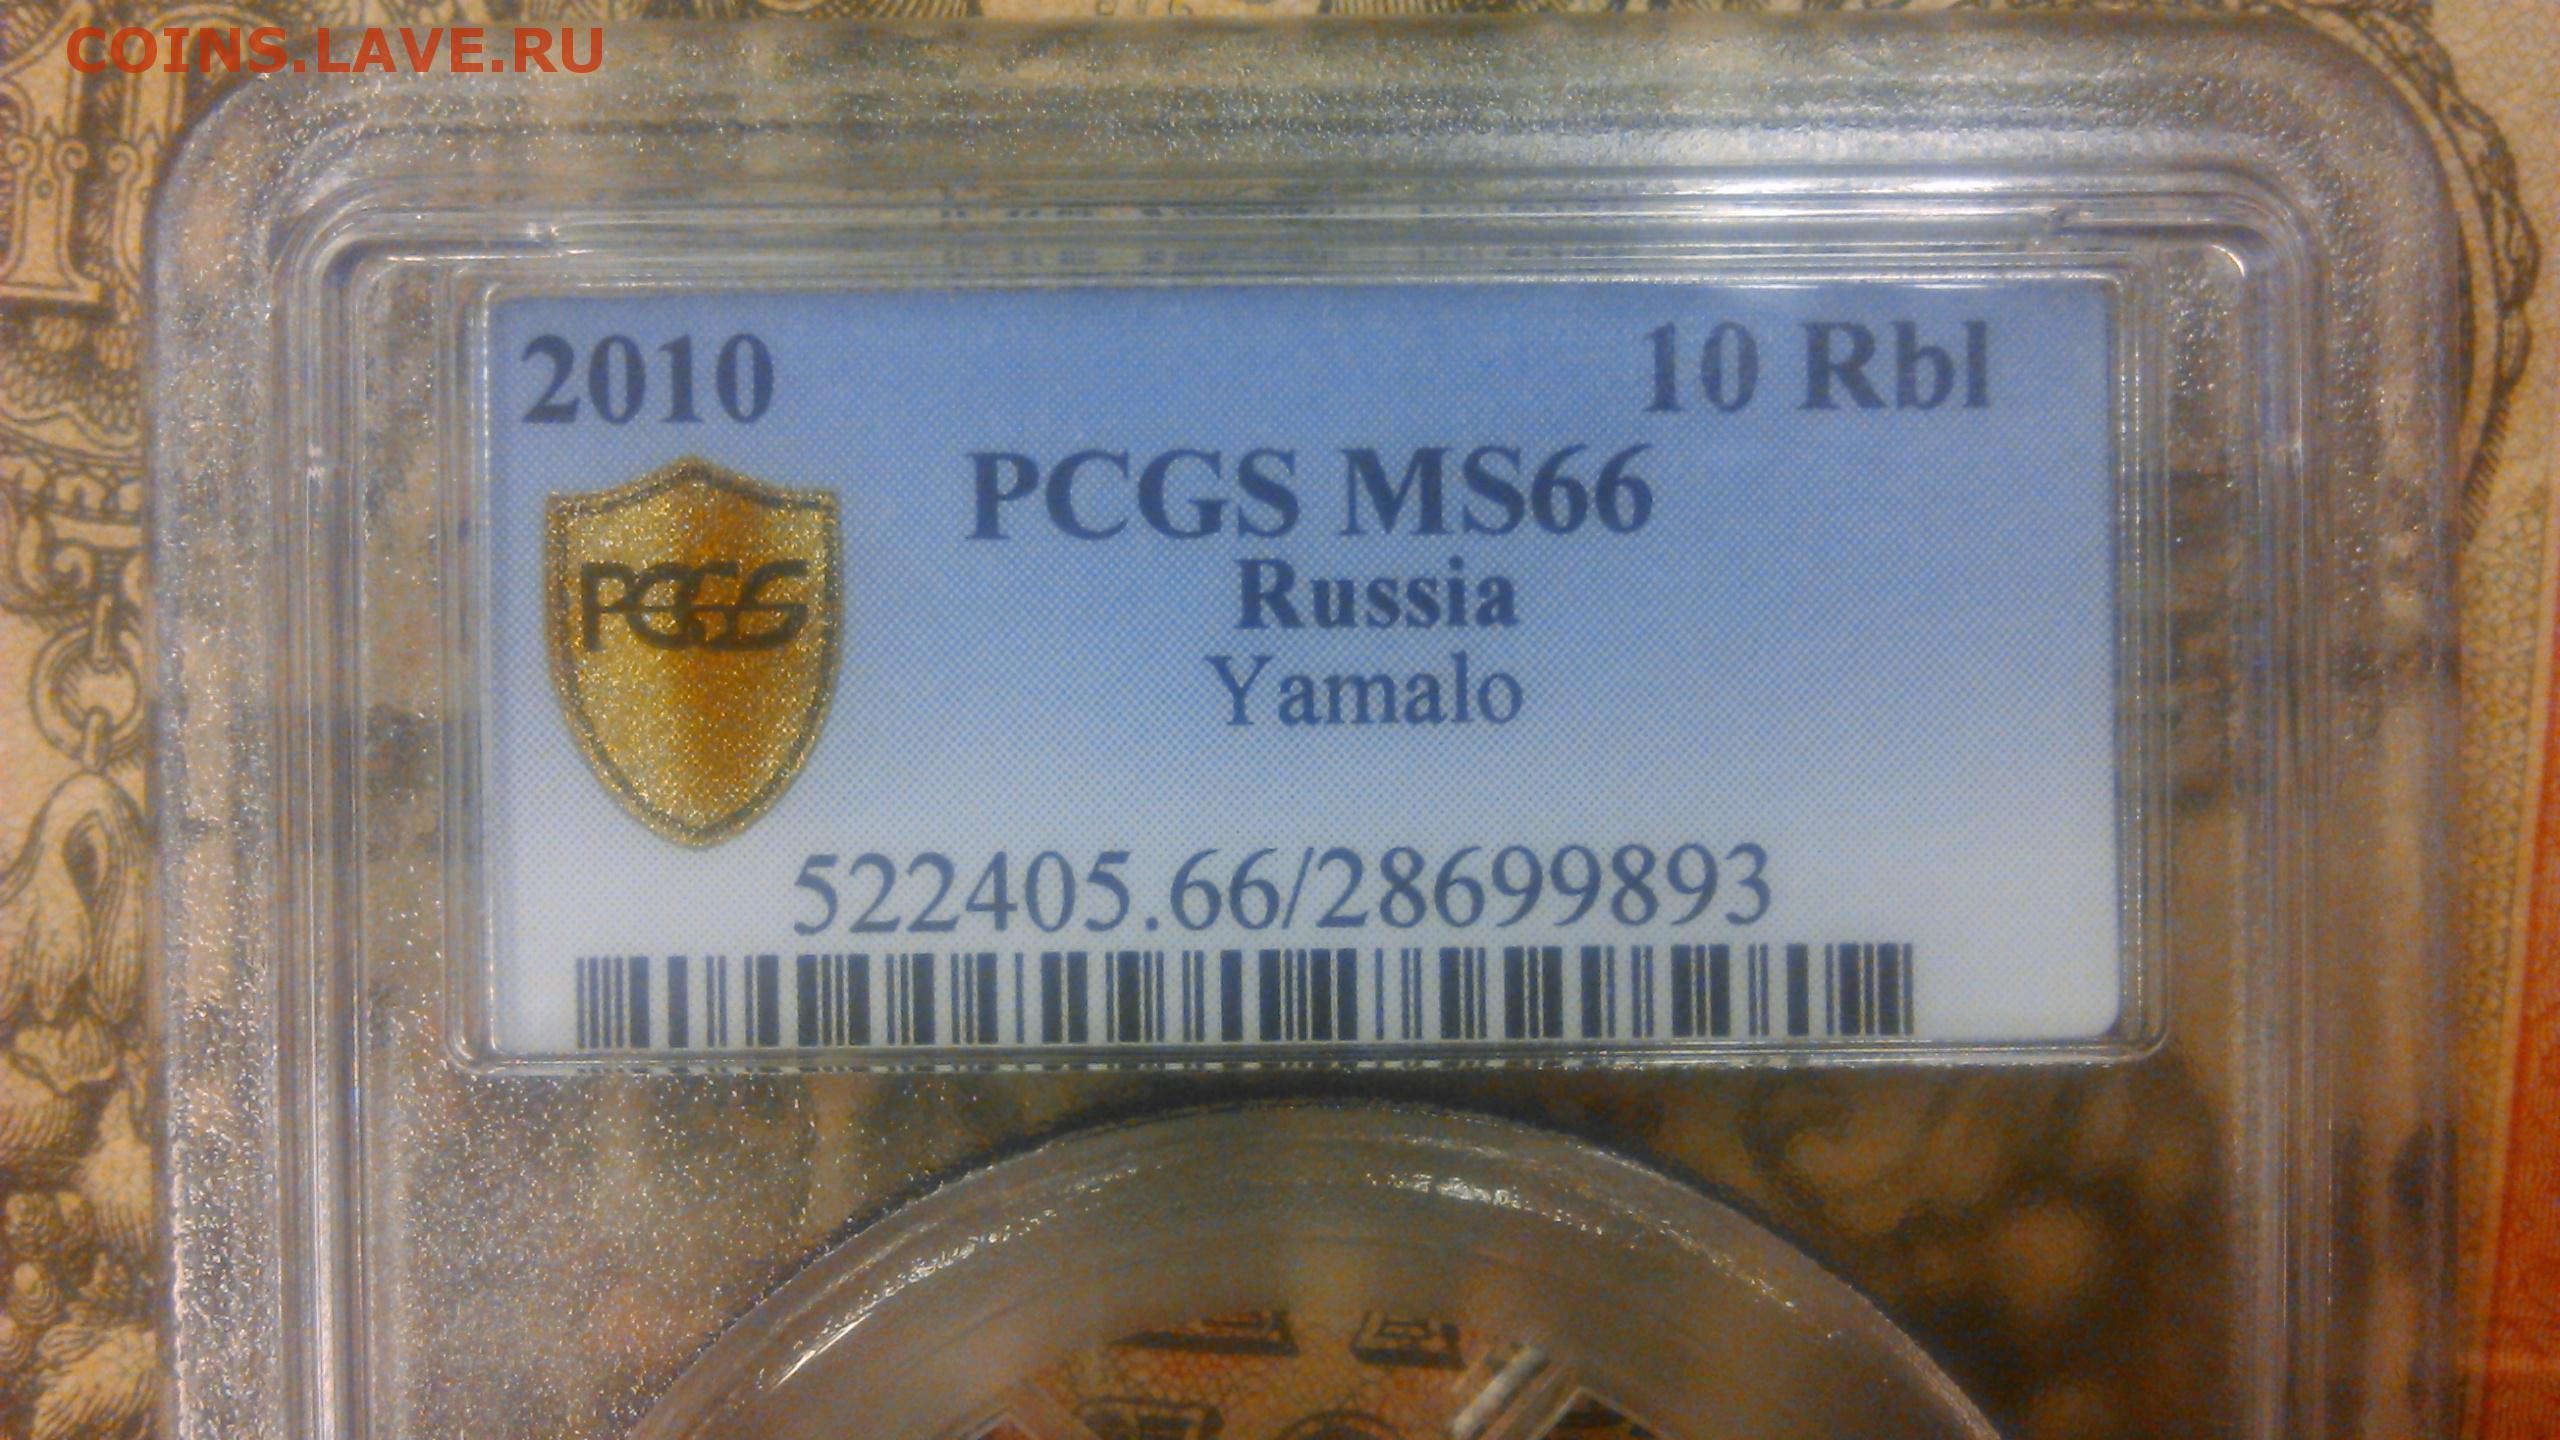 COINS.LAVE.RU
2010 10 Rbl
PCGS MS66
Russia
Yamalo
PCGS
522405.66/28699893